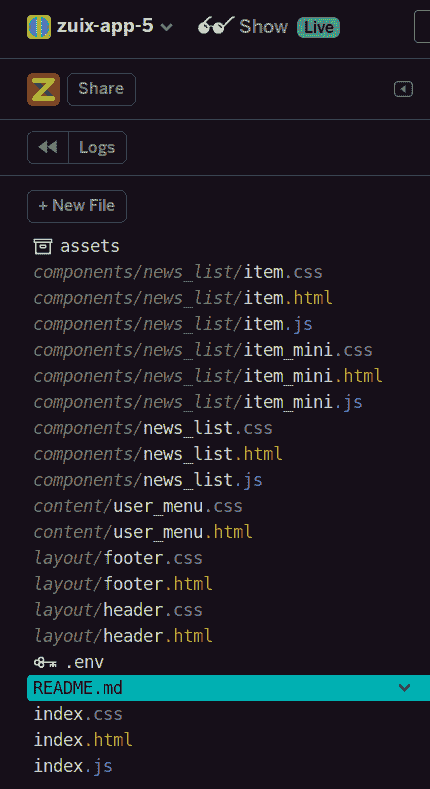 zuix-app-5 Show Live
Z Share
Logs
+ New File
assets
components/news_list/item.css
components/news_list/item.html
components/news_list/item.js
components/news_list/item_mini.css
components/news_list/item_mini.html
components/news_list/item_mini.js
components/news_list.css
components/news_list.html
components/news_list.js
content/user_menu.css
content/user_menu.html
layout/footer.css
layout/footer.html
layout/header.css
layout/header.html
.env
README.md
index.css
index.html
index.js